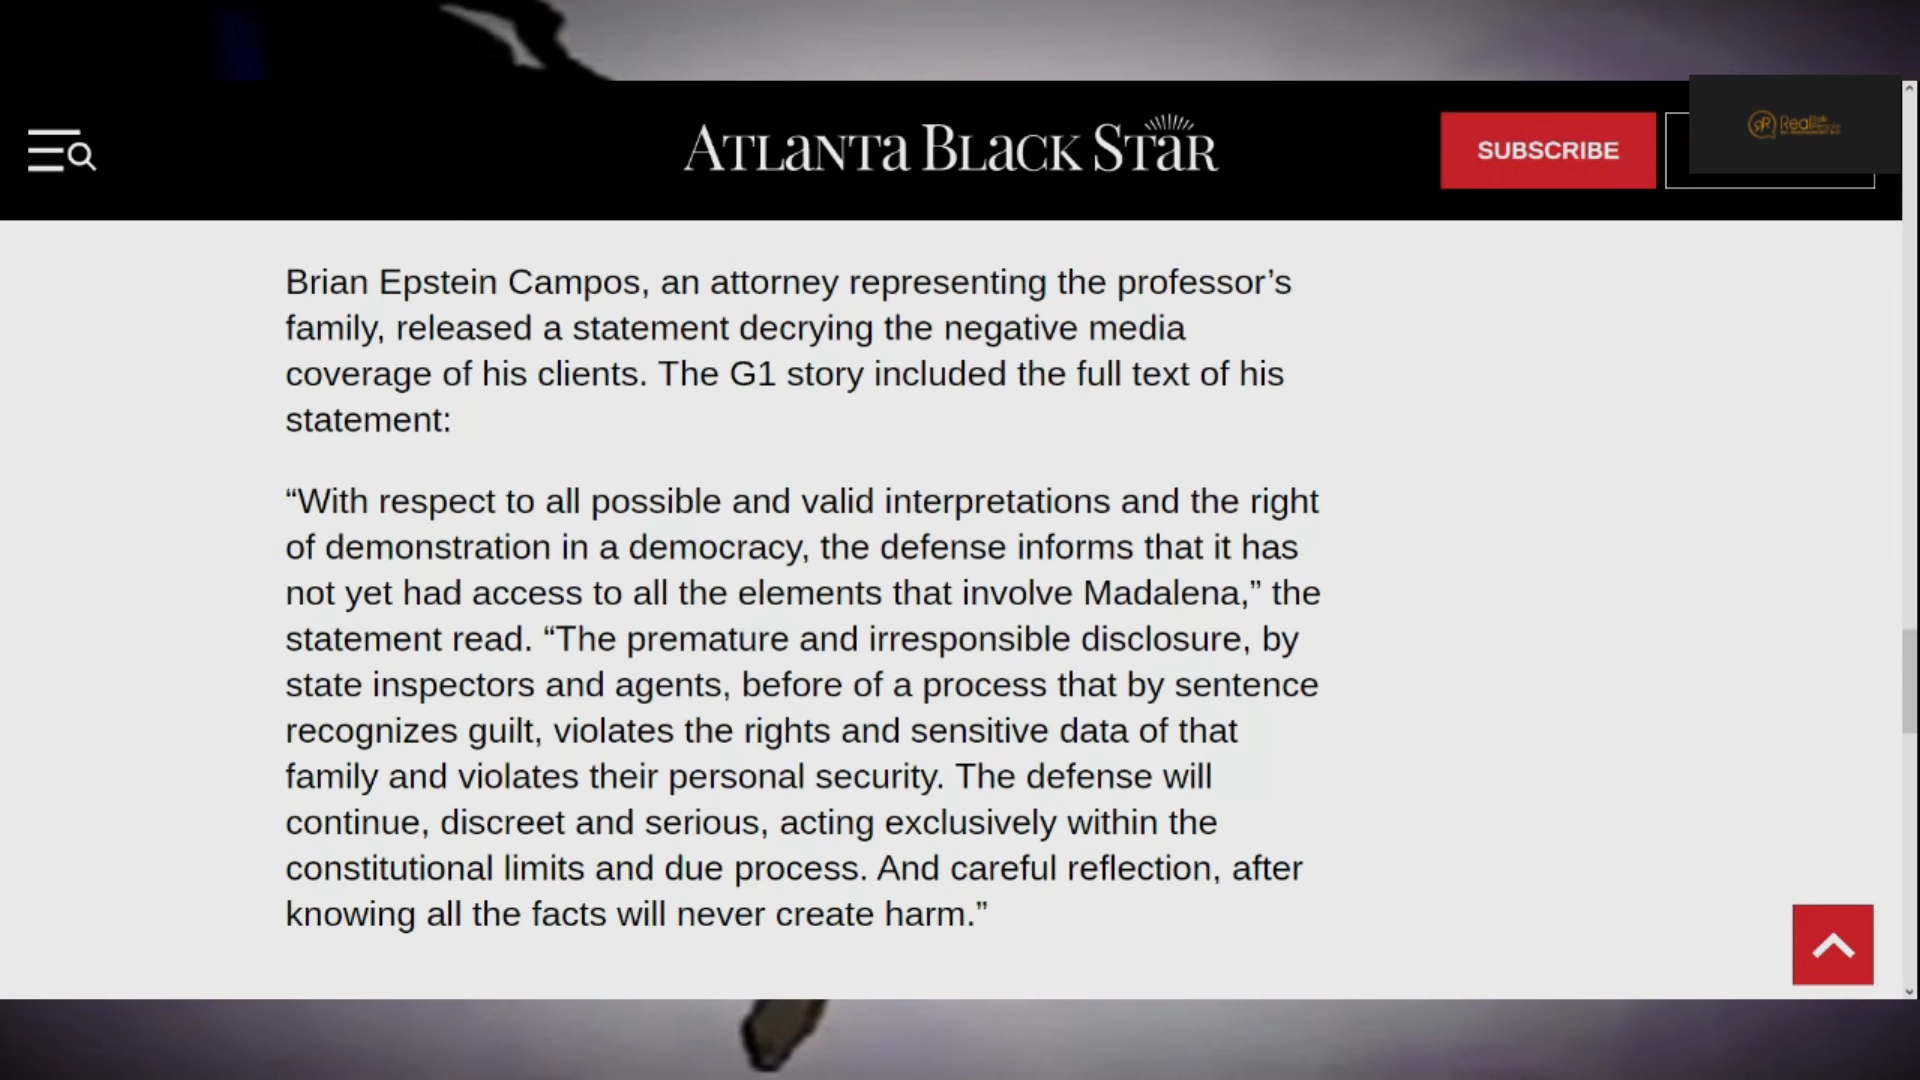 ATLANTA BLACK STAR
SUBSCRIBE
Real
Brian Epstein Campos, an attorney representing the professor’s
family, released a statement decrying the negative media
coverage of his clients. The G1 story included the full text of his
statement:
“With respect to all possible and valid interpretations and the right
of demonstration in a democracy, the defense informs that it has
not yet had access to all the elements that involve Madalena,” the
statement read. “The premature and irresponsible disclosure, by
state inspectors and agents, before of a process that by sentence
recognizes guilt, violates the rights and sensitive data of that
family and violates their personal security. The defense will
continue, discreet and serious, acting exclusively within the
constitutional limits and due process. And careful reflection, after
knowing all the facts will never create harm.”